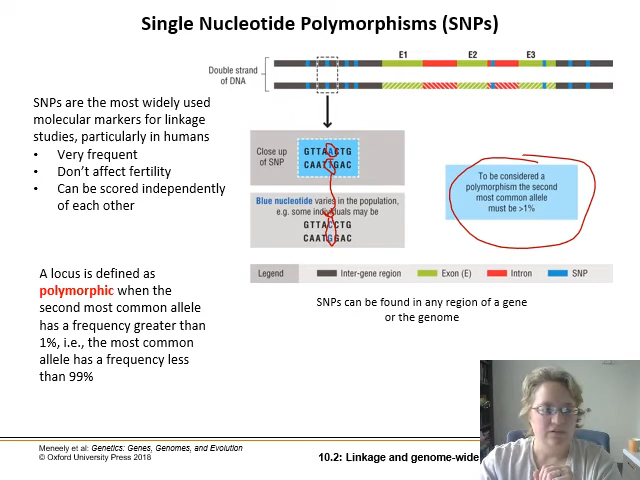 Single Nucleotide Polymorphisms (SNPs)
E1 E2 E3
Double strand
of DNA
SNPs are the most widely used
molecular markers for linkage
studies, particularly in humans
• Very frequent
• Don't affect fertility
• Can be scored independently
of each other
Close up
of SNP
GTTAACTG
CAATTGAC
Blue nucleotide varies in the population,
e.g. some individuals may be
GTTACCTG
CAATGGAC
To be considered a
polymorphism the second
most common allele
must be >1%
Legend Inter-gene region Exon (E) Intron SNP
A locus is defined as
polymorphic when the
second most common allele
has a frequency greater than
1%, i.e., the most common
allele has a frequency less
than 99%
SNPs can be found in any region of a gene
or the genome
Meneely et al: Genetics: Genes, Genomes, and Evolution
© Oxford University Press 2018
10.2: Linkage and genome-wide